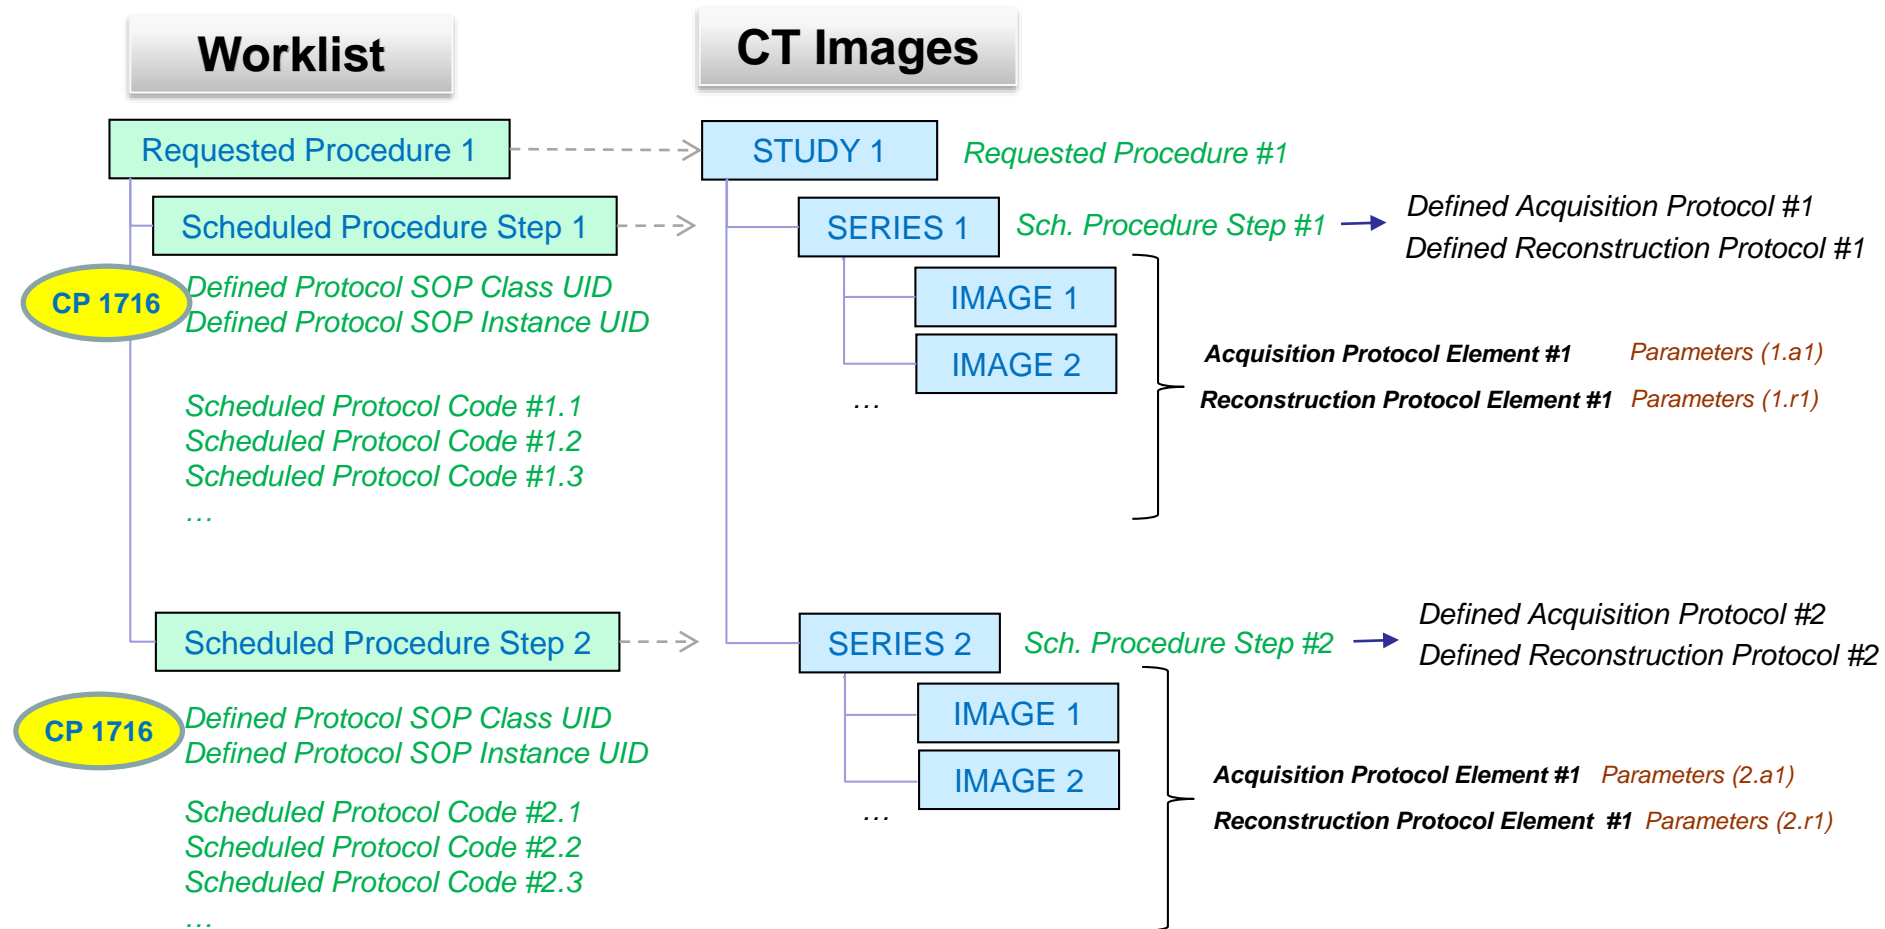 Worklist
CT Images
Requested Procedure 1
STUDY 1
Requested Procedure #1
Scheduled Procedure Step 1
SERIES 1
Sch. Procedure Step #1
Defined Acquisition Protocol #1
Defined Reconstruction Protocol #1
CP 1716
Defined Protocol SOP Class UID
Defined Protocol SOP Instance UID
IMAGE 1
IMAGE 2
...
Acquisition Protocol Element #1 Parameters (1.a1)
Reconstruction Protocol Element #1 Parameters (1.r1)
Scheduled Protocol Code #1.1
Scheduled Protocol Code #1.2
Scheduled Protocol Code #1.3
...
Scheduled Procedure Step 2
SERIES 2
Sch. Procedure Step #2
Defined Acquisition Protocol #2
Defined Reconstruction Protocol #2
CP 1716
Defined Protocol SOP Class UID
Defined Protocol SOP Instance UID
IMAGE 1
IMAGE 2
...
Acquisition Protocol Element #1 Parameters (2.a1)
Reconstruction Protocol Element #1 Parameters (2.r1)
Scheduled Protocol Code #2.1
Scheduled Protocol Code #2.2
Scheduled Protocol Code #2.3
...